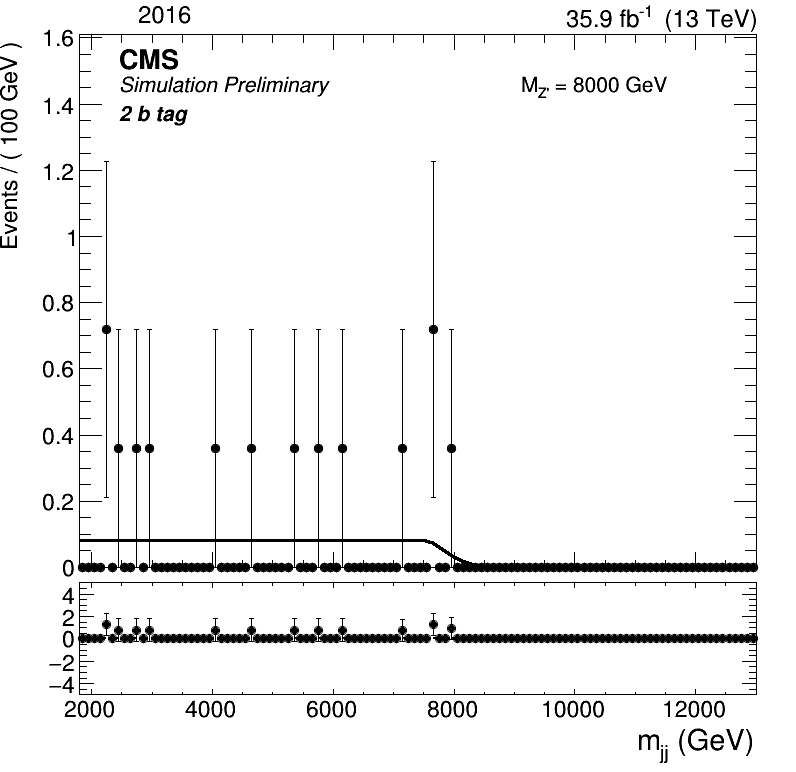 2016 35.9 fb⁻¹ (13 TeV)
CMS
Simulation Preliminary
M_Z' = 8000 GeV
2 b tag
Events / ( 100 GeV )
1.6
1.4
1.2
1
0.8
0.6
0.4
0.2
0
4
2
0
−2
−4
2000 4000 6000 8000 10000 12000
m_jj (GeV)